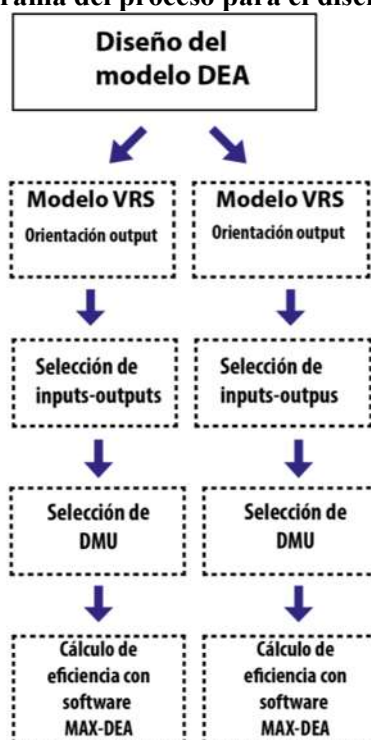 rama del proceso para el dise
Diseño del
modelo DEA
Modelo VRS
Orientación output
Modelo VRS
Orientación output
Selección de
inputs-outputs
Selección de
inputs-outpus
Selección de
DMU
Selección de
DMU
Cálculo de
eficiencia con
software
MAX-DEA
Cálculo de
eficiencia con
software
MAX-DEA